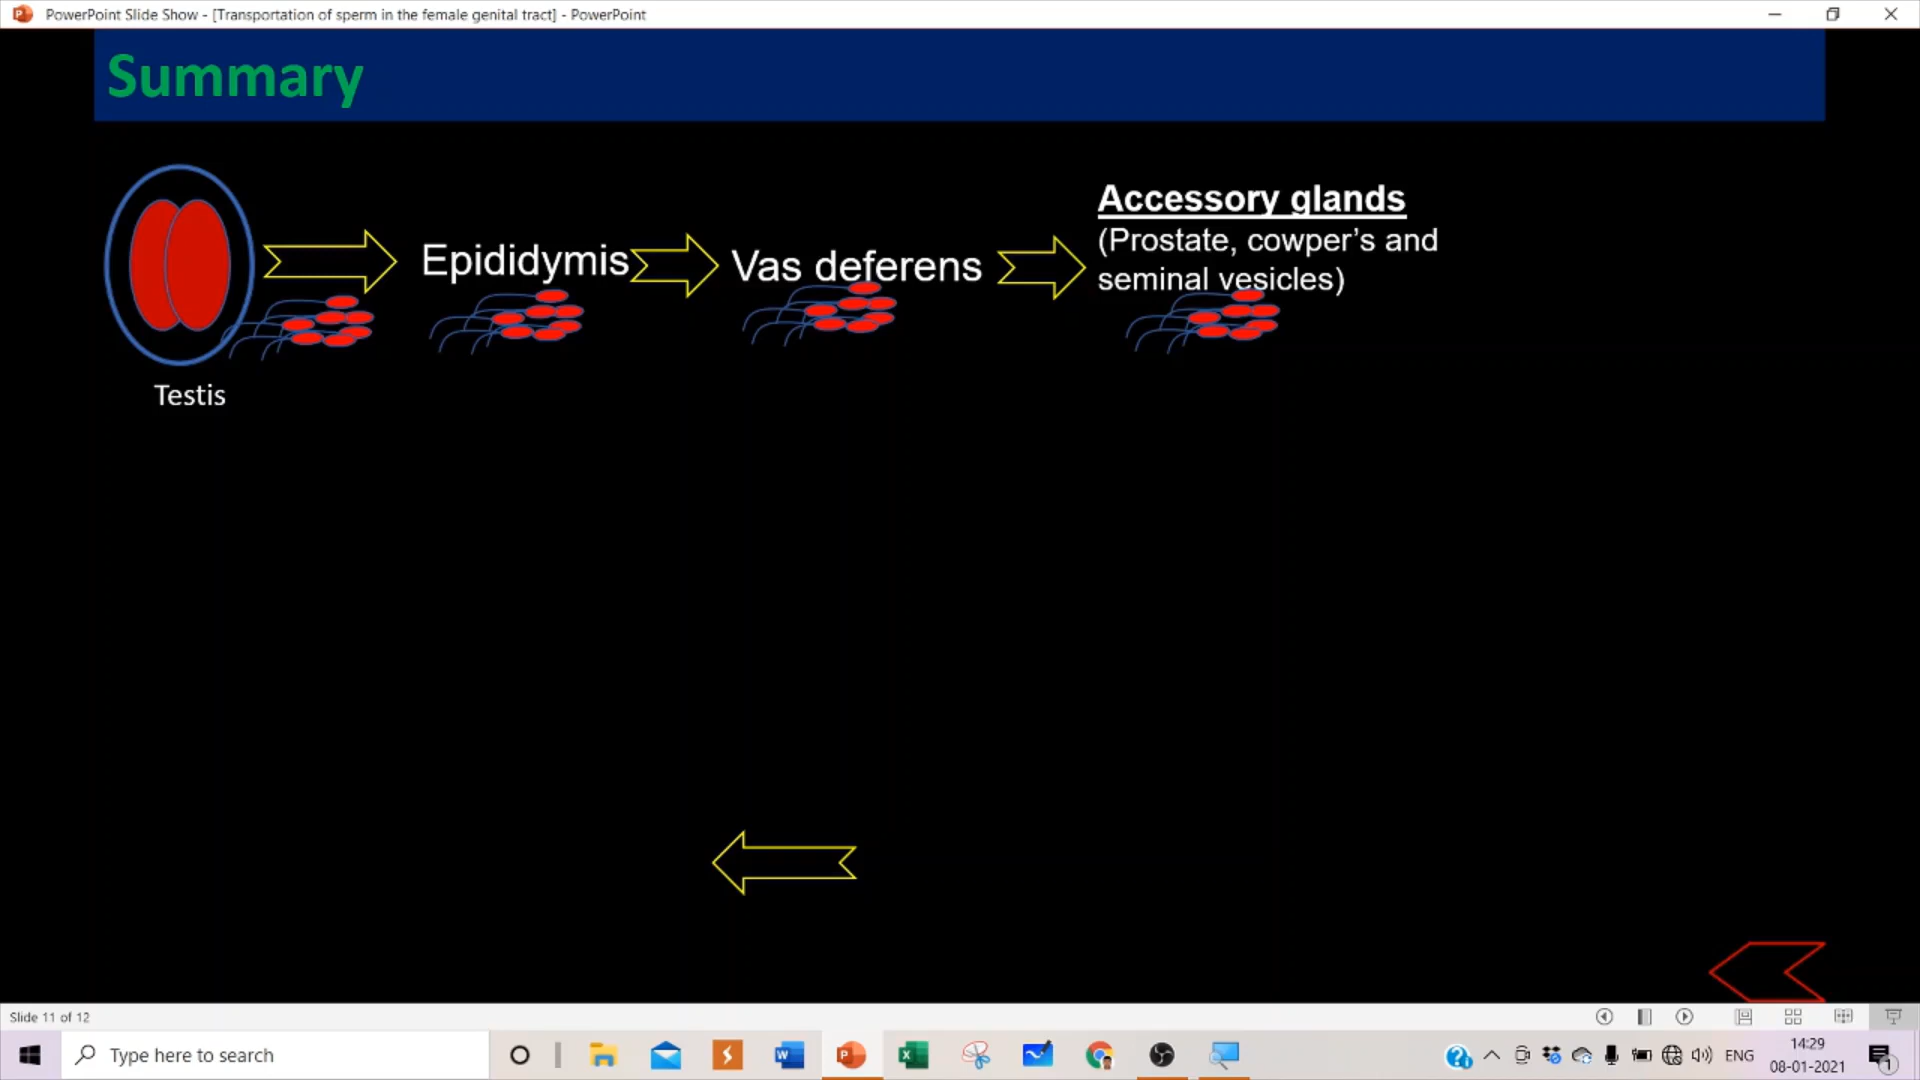 PowerPoint Slide Show - [Transportation of sperm in the female genital tract] - PowerPoint
Summary
Testis
Epididymis
Vas deferens
Accessory glands
(Prostate, cowper's and
seminal vesicles)
Slide 11 of 12
Type here to search
ENG
14:29
08-01-2021
1